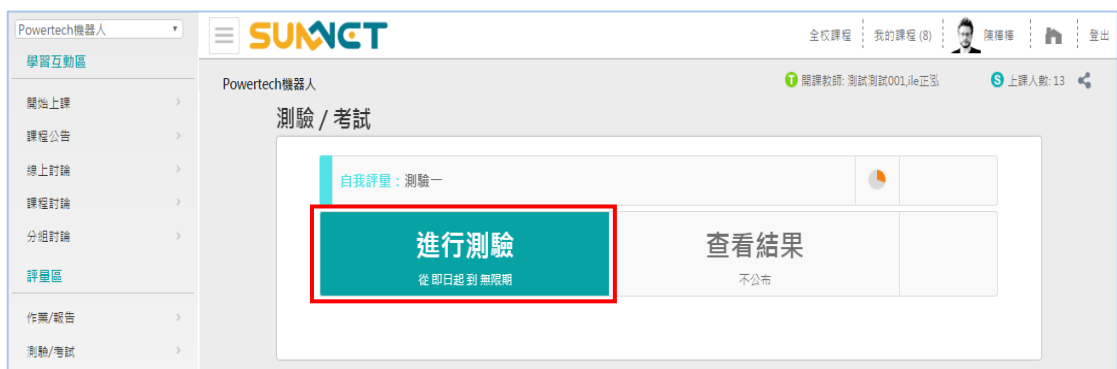 Powertech機器人
學習互動區
開始上課
課程公告
線上討論
課程討論
分組討論
評量區
作業/報告
測驗/考試
SUNNET
全校課程
我的課程 (8)
陳樁樁
登出
Powertech機器人
T 開課教師: 測試測試001,ile正泓
S 上課人數: 13
測驗 / 考試
自我評量：測驗一
進行測驗
從 即日起 到 無限期
查看結果
不公布